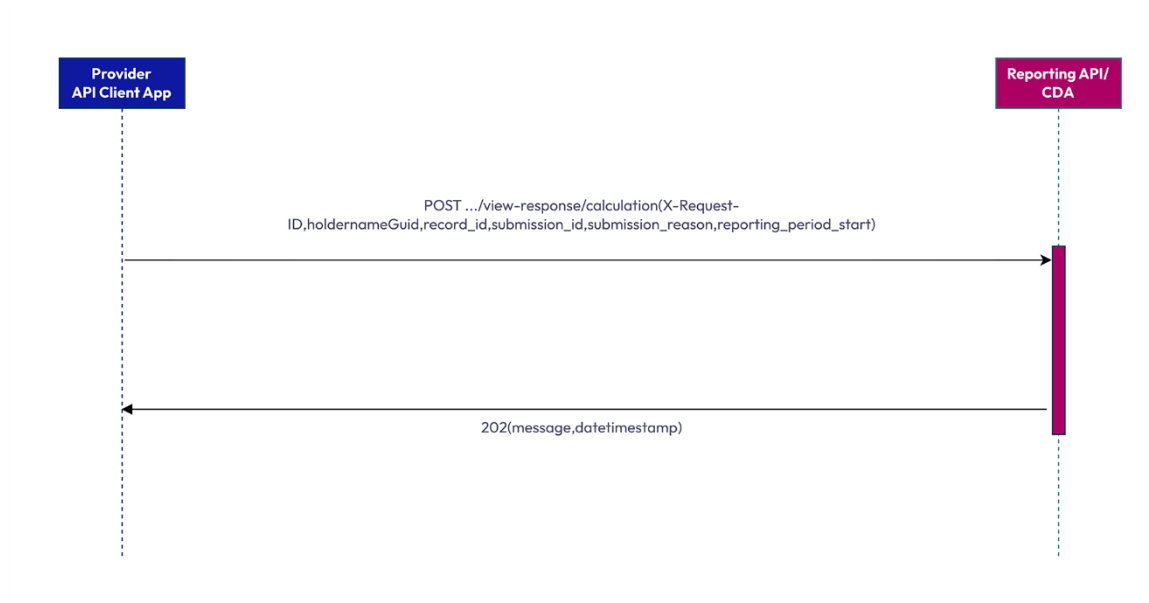 Provider
API Client App
Reporting API/
CDA
POST .../view-response/calculation(X-Request-
ID,holdernameGuid,record_id,submission_id,submission_reason,reporting_period_start)
202(message,datetimestamp)